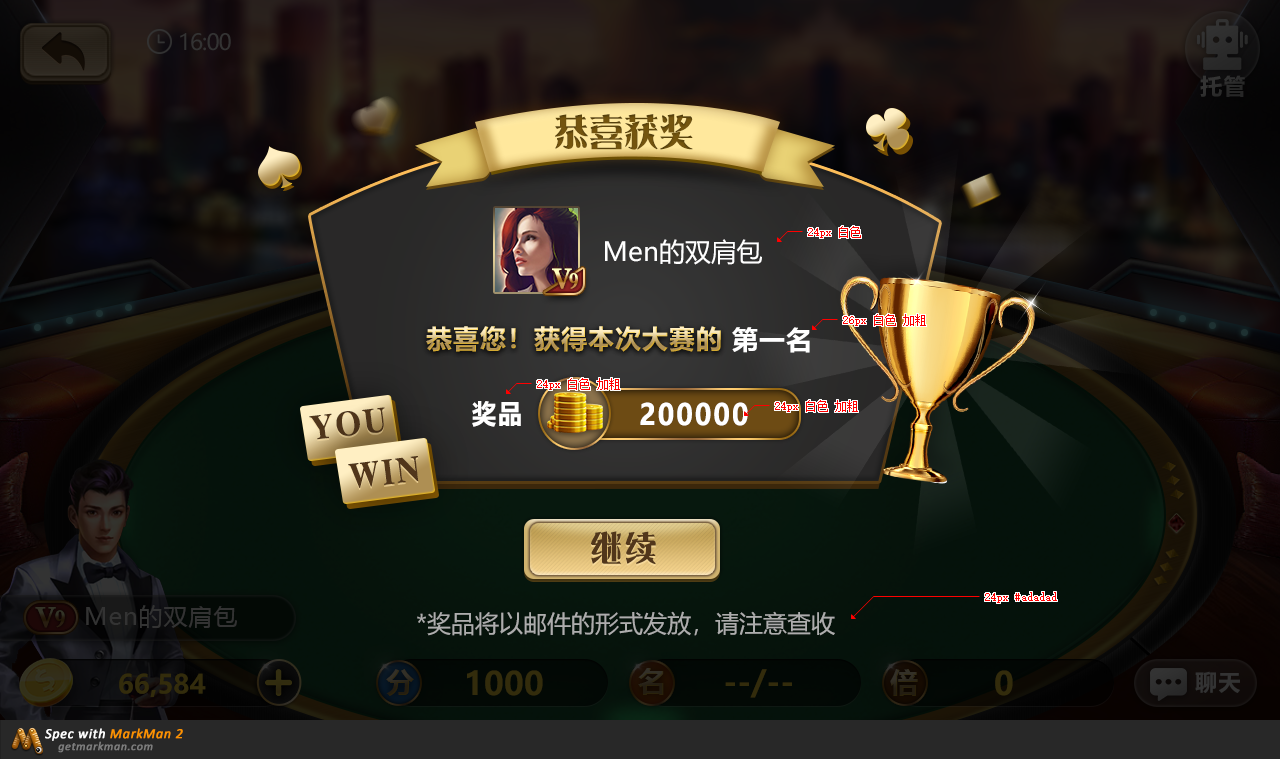 16:00
托管
恭喜获奖
V9
Men的双肩包
24px 白色
恭喜您！获得本次大赛的 第一名
26px 白色 加粗
24px 白色 加粗
奖品
200000
24px 白色 加粗
YOU
WIN
继续
24px #adadad
V9 Men的双肩包
*奖品将以邮件的形式发放，请注意查收
66,584
分 1000
名 --/--
倍 0
聊天
Spec with MarkMan 2
getmarkman.com